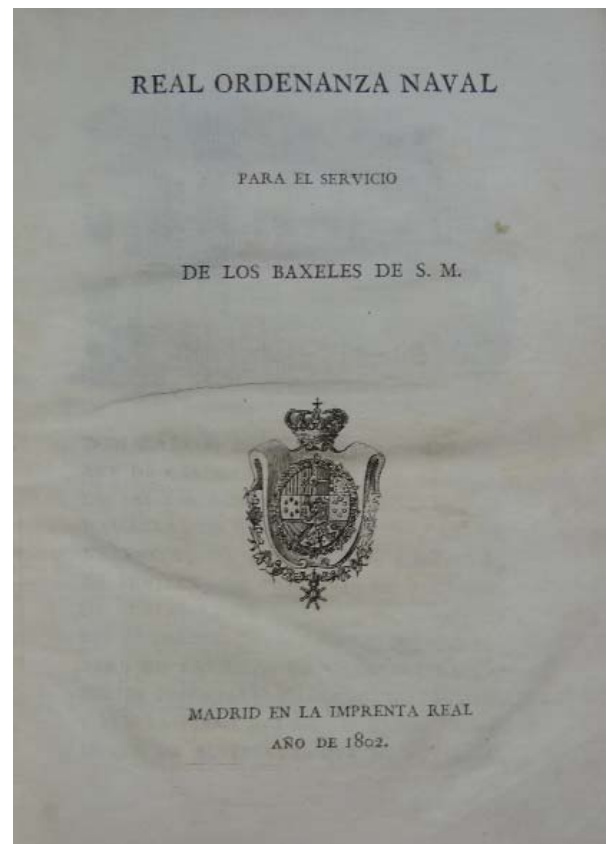 REAL ORDENANZA NAVAL
PARA EL SERVICIO
DE LOS BAXELES DE S. M.
MADRID EN LA IMPRENTA REAL
AÑO DE 1802.